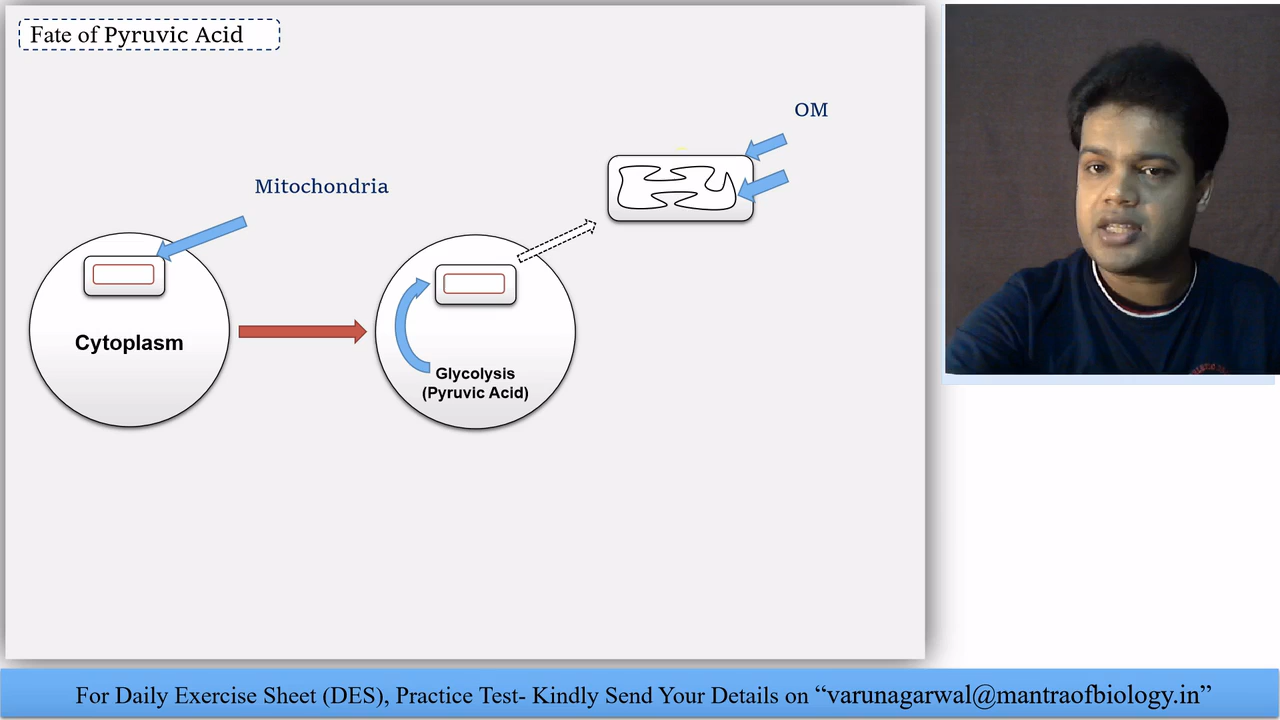 Fate of Pyruvic Acid
OM
Mitochondria
Cytoplasm
Glycolysis
(Pyruvic Acid)
For Daily Exercise Sheet (DES), Practice Test- Kindly Send Your Details on “varunagarwal@mantraofbiology.in”